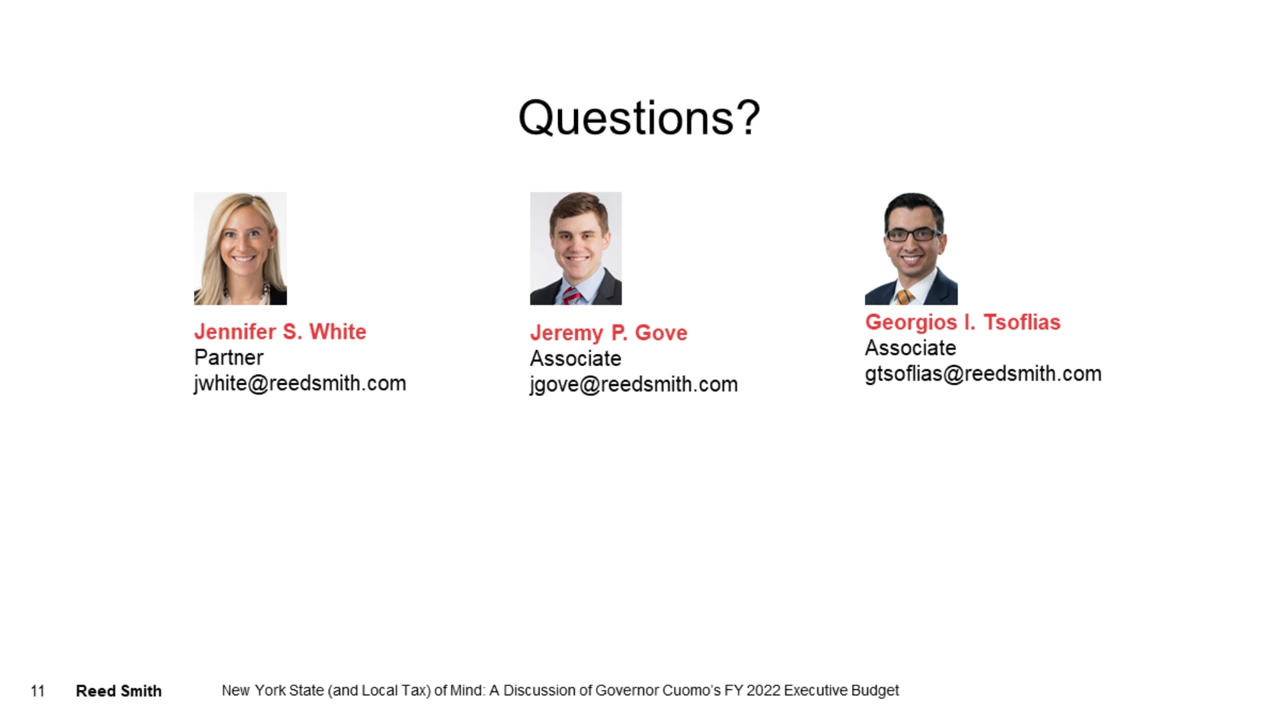 Questions?
Jennifer S. White
Partner
jwhite@reedsmith.com
Jeremy P. Gove
Associate
jgove@reedsmith.com
Georgios I. Tsoflias
Associate
gtsoflias@reedsmith.com
11 Reed Smith New York State (and Local Tax) of Mind: A Discussion of Governor Cuomo's FY 2022 Executive Budget